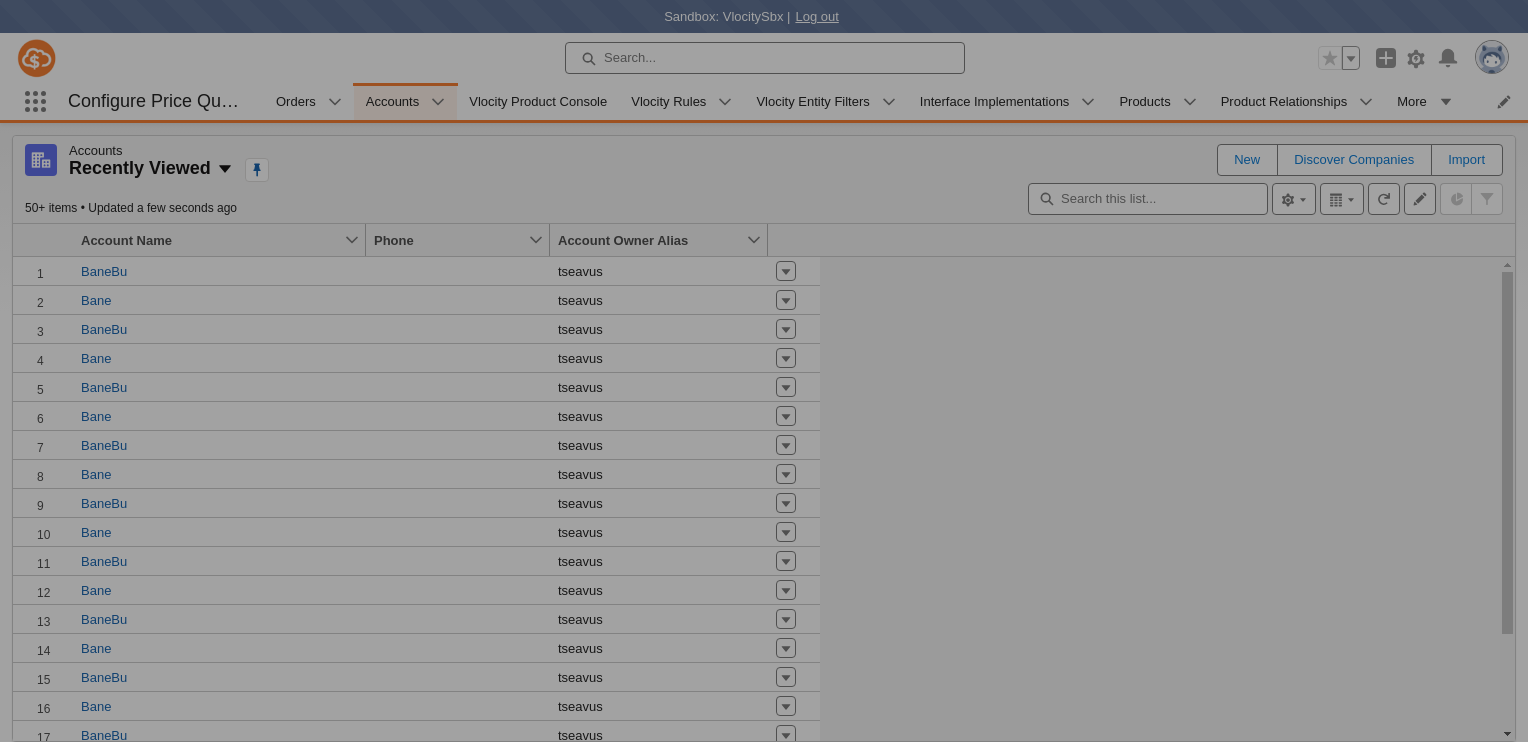 Sandbox: VlocitySbx | Log out
Search...
Configure Price Qu...
Orders
Accounts
Vlocity Product Console
Vlocity Rules
Vlocity Entity Filters
Interface Implementations
Products
Product Relationships
More
Accounts
Recently Viewed
New
Discover Companies
Import
50+ items • Updated a few seconds ago
Search this list...
Account Name Phone Account Owner Alias
1 BaneBu tseavus
2 Bane tseavus
3 BaneBu tseavus
4 Bane tseavus
5 BaneBu tseavus
6 Bane tseavus
7 BaneBu tseavus
8 Bane tseavus
9 BaneBu tseavus
10 Bane tseavus
11 BaneBu tseavus
12 Bane tseavus
13 BaneBu tseavus
14 Bane tseavus
15 BaneBu tseavus
16 Bane tseavus
17 BaneBu tseavus